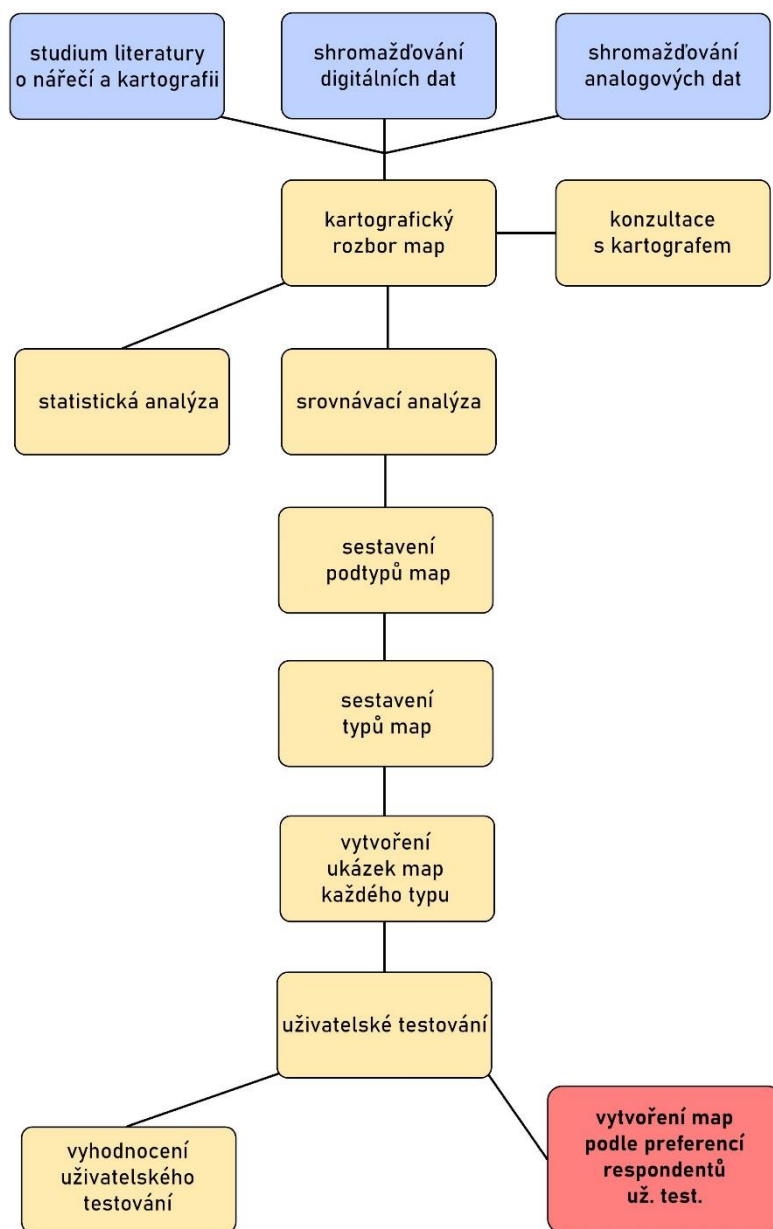 studium literatury
o nářečí a kartografii
shromažďování
digitálních dat
shromažďování
analogových dat
kartografický
rozbor map
konzultace
s kartografem
statistická analýza
srovnávací analýza
sestavení
podtypů map
sestavení
typů map
vytvoření
ukázek map
každého typu
uživatelské testování
vyhodnocení
uživatelského
testování
vytvoření map
podle preferencí
respondentů
už. test.